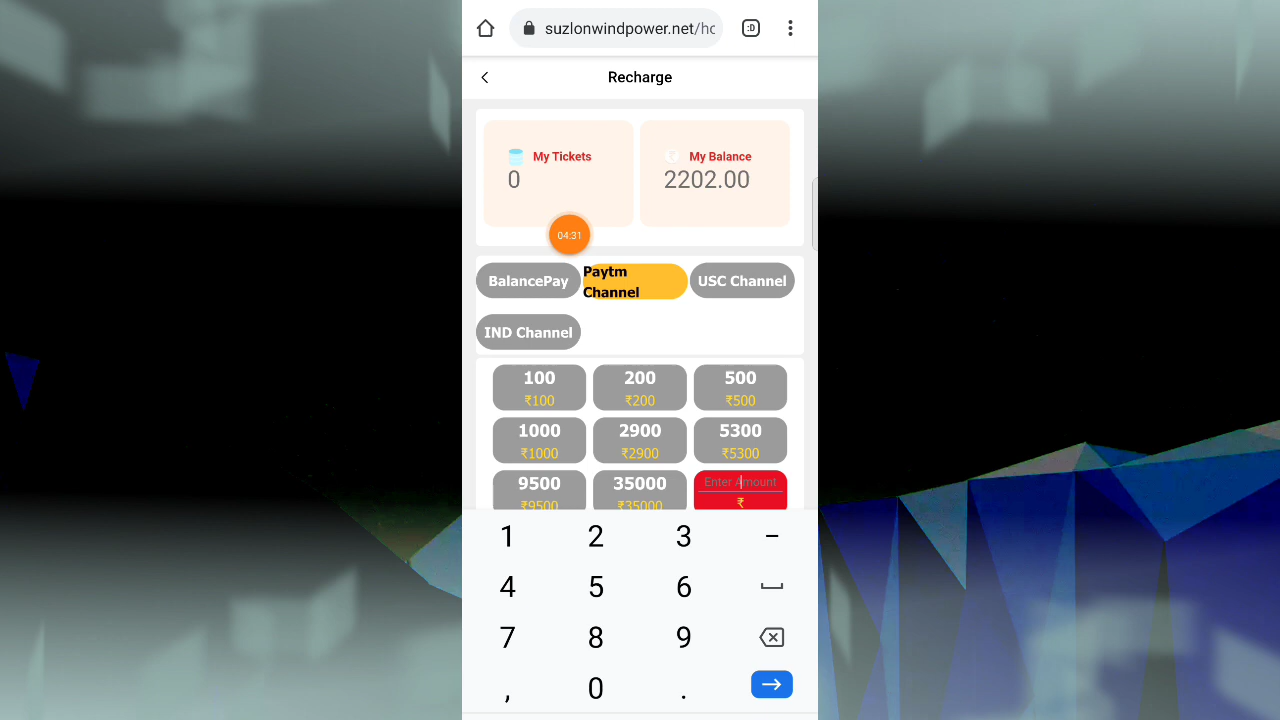 suzlonwindpower.net/ho
:D
Recharge
My Tickets
0
My Balance
2202.00
04:31
BalancePay
Paytm Channel
USC Channel
IND Channel
100
₹100
200
₹200
500
₹500
1000
₹1000
2900
₹2900
5300
₹5300
9500
₹9500
35000
₹35000
Enter Amount
₹
1 2 3 −
4 5 6
7 8 9
, 0 .